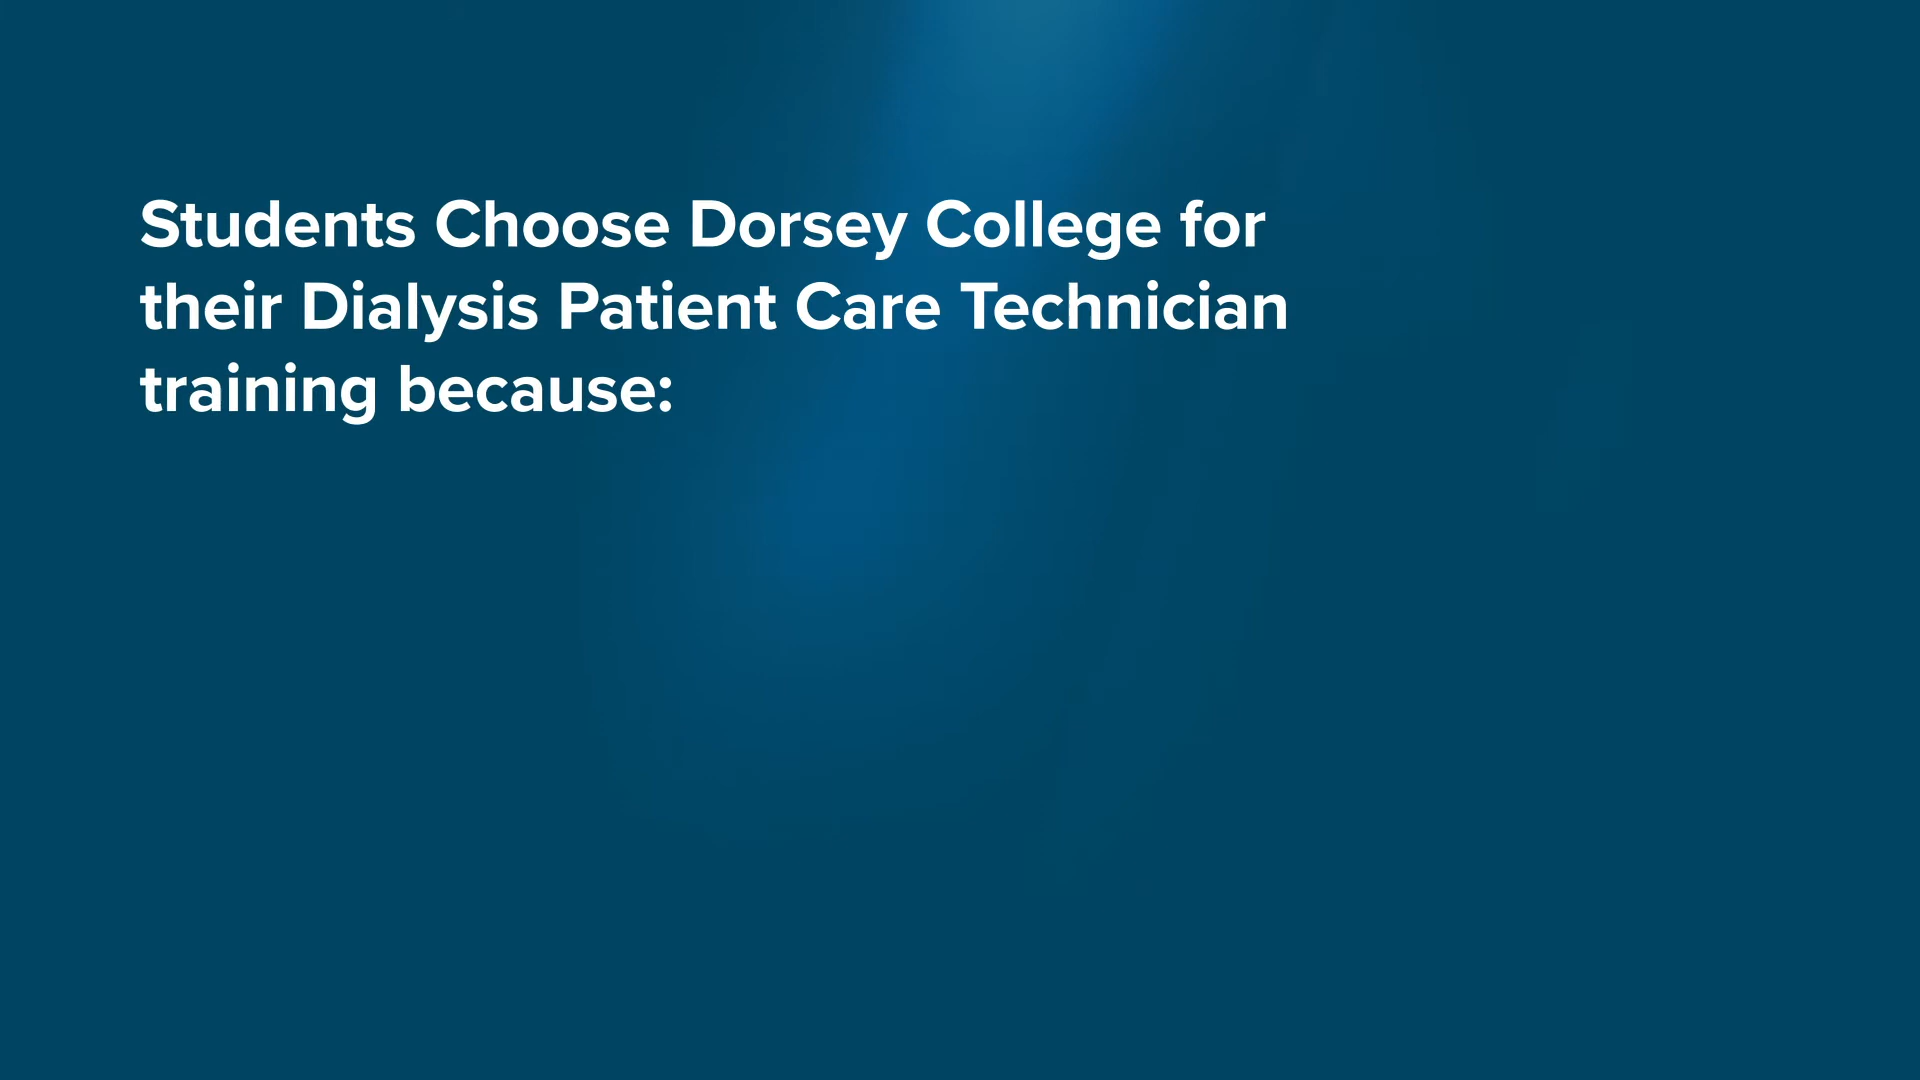 Students Choose Dorsey College for
their Dialysis Patient Care Technician
training because: